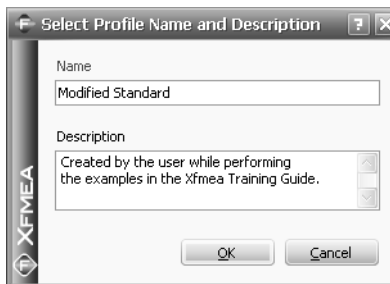 Select Profile Name and Description
Name
Modified Standard
Description
Created by the user while performing
the examples in the Xfmea Training Guide.
XFMEA
OK
Cancel